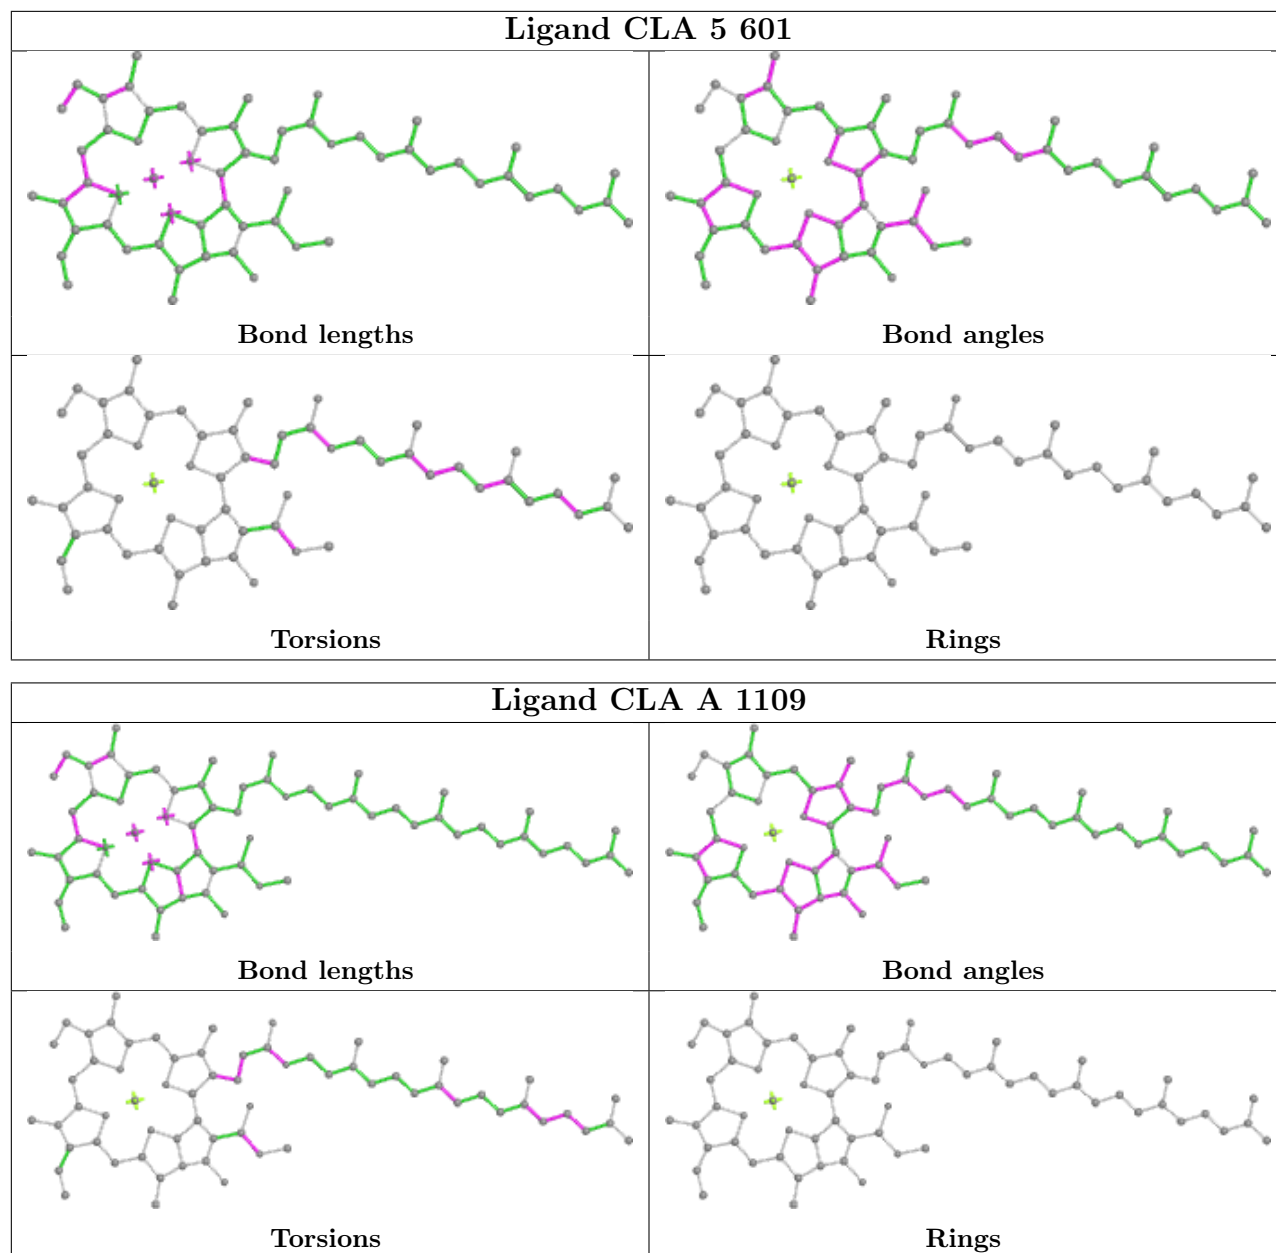 Ligand CLA 5 601
Bond lengths
Bond angles
Torsions
Rings
Ligand CLA A 1109
Bond lengths
Bond angles
Torsions
Rings